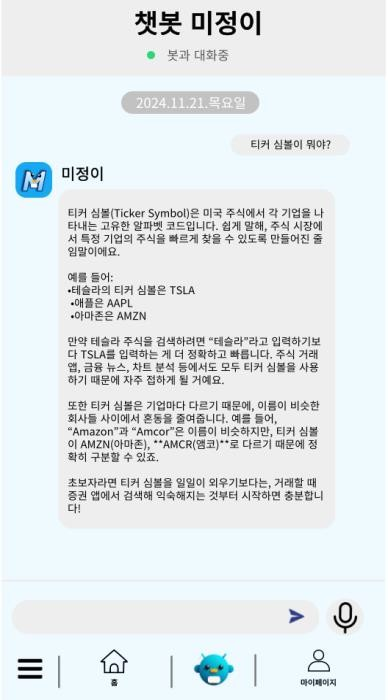 챗봇 미정이
봇과 대화중
2024.11.21.목요일
티커 심볼이 뭐야?
미정이
티커 심볼(Ticker Symbol)은 미국 주식에서 각 기업을 나
타내는 고유한 알파벳 코드입니다. 쉽게 말해, 주식 시장에
서 특정 기업의 주식을 빠르게 찾을 수 있도록 만들어진 줄
임말이에요.
예를 들어:
•테슬라의 티커 심볼은 TSLA
•애플은 AAPL
•아마존은 AMZN
만약 테슬라 주식을 검색하려면 “테슬라”라고 입력하기보
다 TSLA를 입력하는 게 더 정확하고 빠릅니다. 주식 거래
앱, 금융 뉴스, 차트 분석 등에서도 모두 티커 심볼을 사용
하기 때문에 자주 접하게 될 거예요.
또한 티커 심볼은 기업마다 다르기 때문에, 이름이 비슷한
회사들 사이에서 혼동을 줄여줍니다. 예를 들어,
“Amazon”과 “Amcor”은 이름이 비슷하지만, 티커 심볼
이 AMZN(아마존), **AMCR(앰코)**로 다르기 때문에 정
확히 구분할 수 있죠.
초보자라면 티커 심볼을 일일이 외우기보다는, 거래할 때
증권 앱에서 검색해 익숙해지는 것부터 시작하면 충분합니
다!
홈
마이페이지